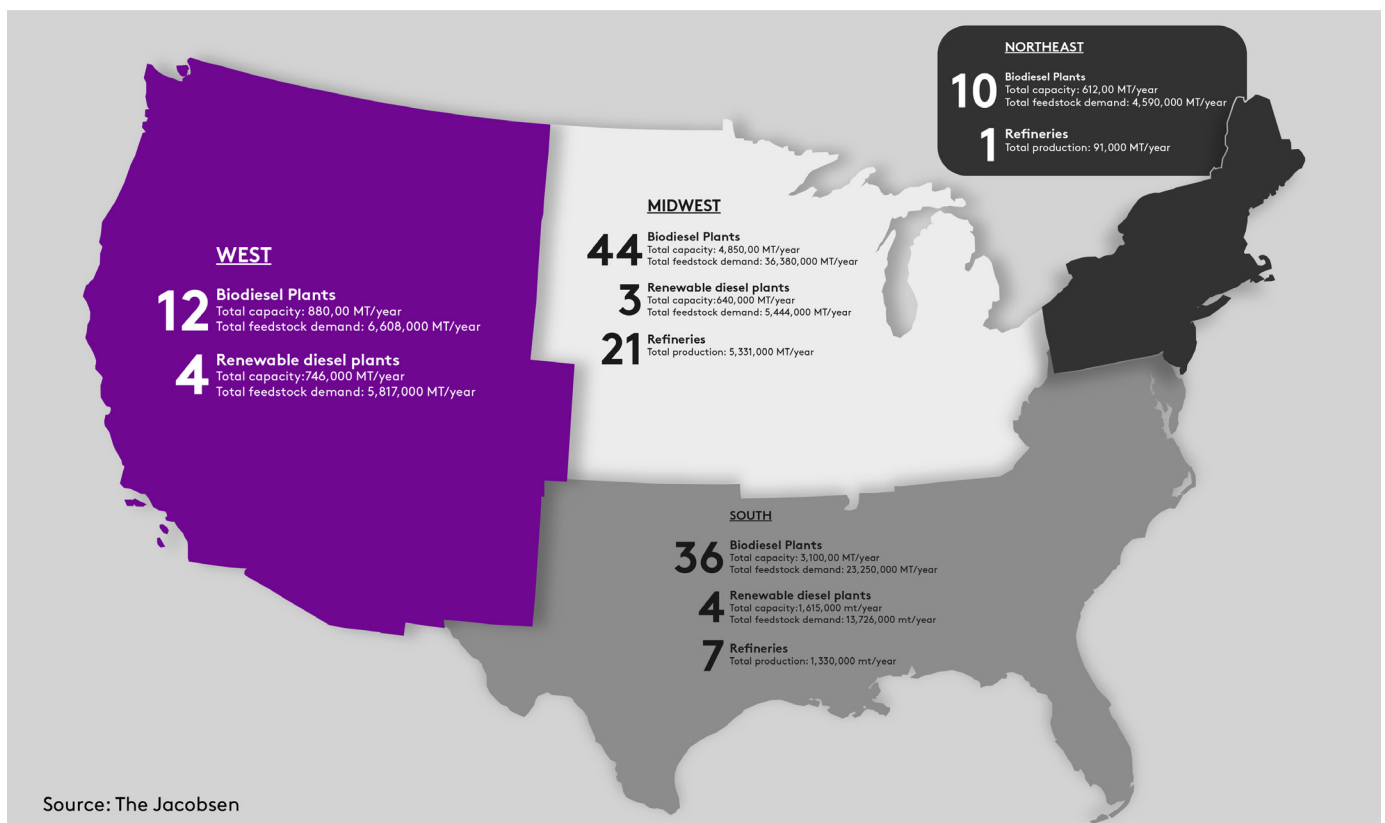 NORTHEAST
10
Biodiesel Plants
Total capacity: 612,00 MT/year
Total feedstock demand: 4,590,000 MT/year
1
Refineries
Total production: 91,000 MT/year
WEST
12
Biodiesel Plants
Total capacity: 880,00 MT/year
Total feedstock demand: 6,608,000 MT/year
4
Renewable diesel plants
Total capacity:746,000 MT/year
Total feedstock demand: 5,817,000 MT/year
MIDWEST
44
Biodiesel Plants
Total capacity: 4,850,00 MT/year
Total feedstock demand: 36,380,000 MT/year
3
Renewable diesel plants
Total capacity:640,000 MT/year
Total feedstock demand: 5,444,000 MT/year
21
Refineries
Total production: 5,331,000 MT/year
SOUTH
36
Biodiesel Plants
Total capacity: 3,100,00 MT/year
Total feedstock demand: 23,250,000 MT/year
4
Renewable diesel plants
Total capacity:1,615,000 mt/year
Total feedstock demand: 13,726,000 mt/year
7
Refineries
Total production: 1,330,000 mt/year
Source: The Jacobsen